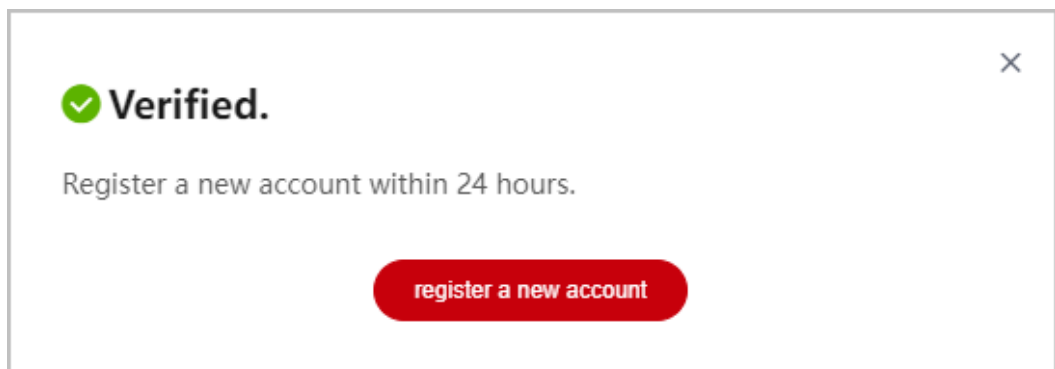 Verified.
Register a new account within 24 hours.
register a new account